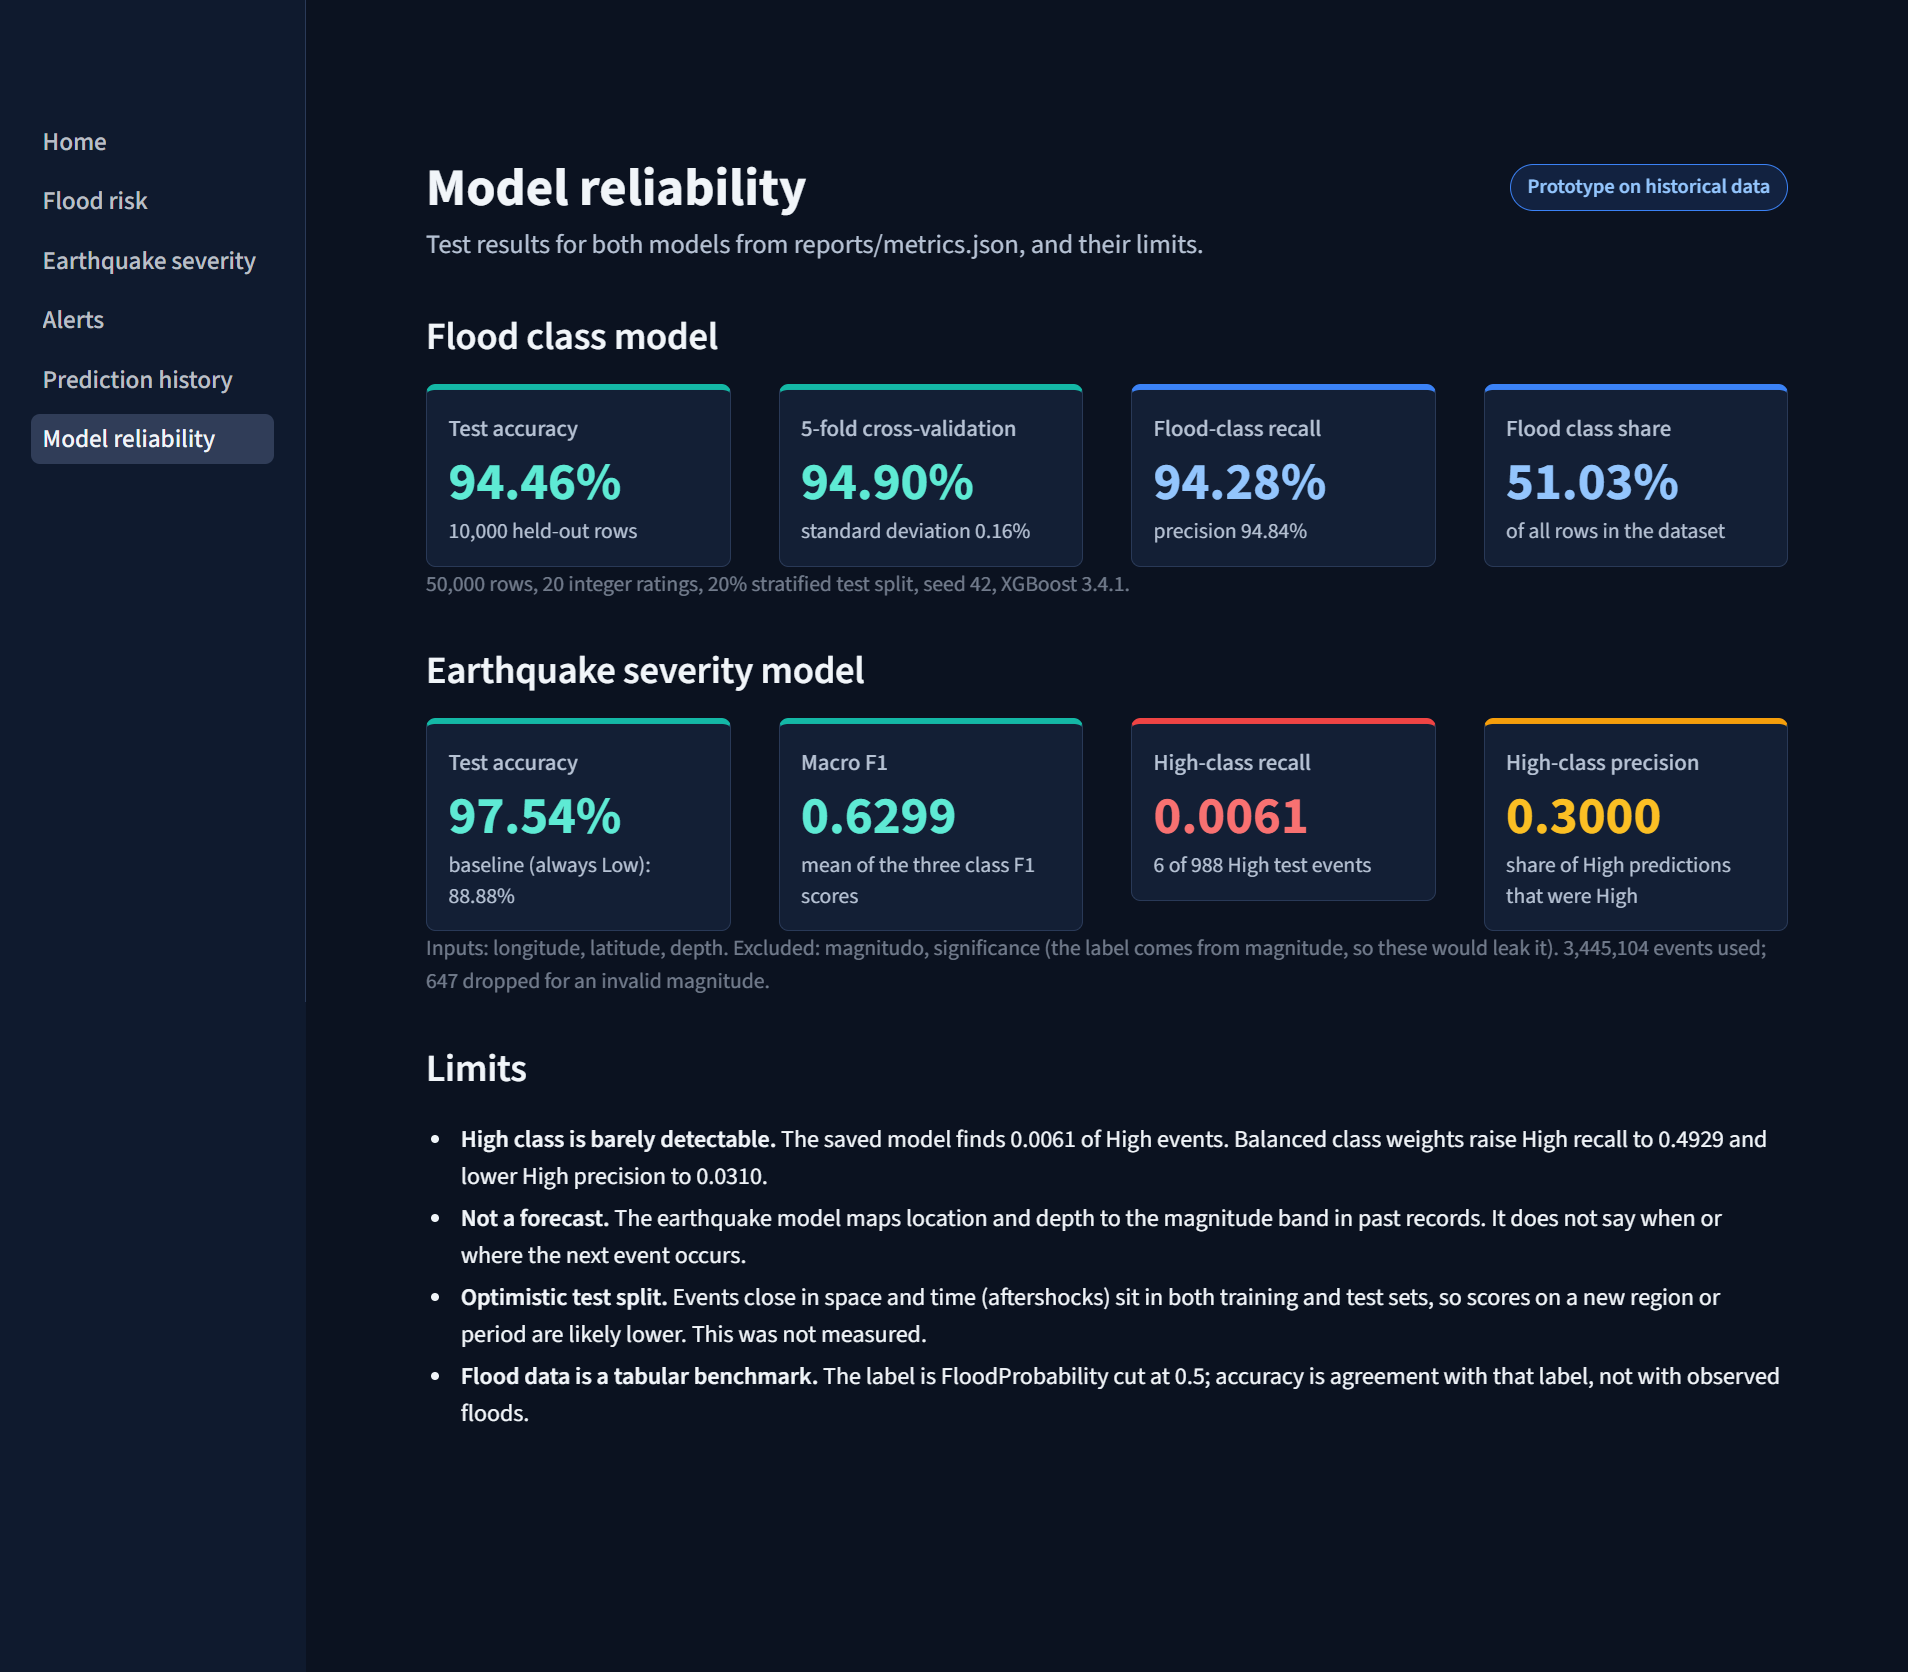 Home
Flood risk
Earthquake severity
Alerts
Prediction history
Model reliability
Model reliability
Prototype on historical data
Test results for both models from reports/metrics.json, and their limits.
Flood class model
Test accuracy
94.46%
10,000 held-out rows
5-fold cross-validation
94.90%
standard deviation 0.16%
Flood-class recall
94.28%
precision 94.84%
Flood class share
51.03%
of all rows in the dataset
50,000 rows, 20 integer ratings, 20% stratified test split, seed 42, XGBoost 3.4.1.
Earthquake severity model
Test accuracy
97.54%
baseline (always Low):
88.88%
Macro F1
0.6299
mean of the three class F1
scores
High-class recall
0.0061
6 of 988 High test events
High-class precision
0.3000
share of High predictions
that were High
Inputs: longitude, latitude, depth. Excluded: magnitudo, significance (the label comes from magnitude, so these would leak it). 3,445,104 events used;
647 dropped for an invalid magnitude.
Limits
• High class is barely detectable. The saved model finds 0.0061 of High events. Balanced class weights raise High recall to 0.4929 and
lower High precision to 0.0310.
• Not a forecast. The earthquake model maps location and depth to the magnitude band in past records. It does not say when or
where the next event occurs.
• Optimistic test split. Events close in space and time (aftershocks) sit in both training and test sets, so scores on a new region or
period are likely lower. This was not measured.
• Flood data is a tabular benchmark. The label is FloodProbability cut at 0.5; accuracy is agreement with that label, not with observed
floods.